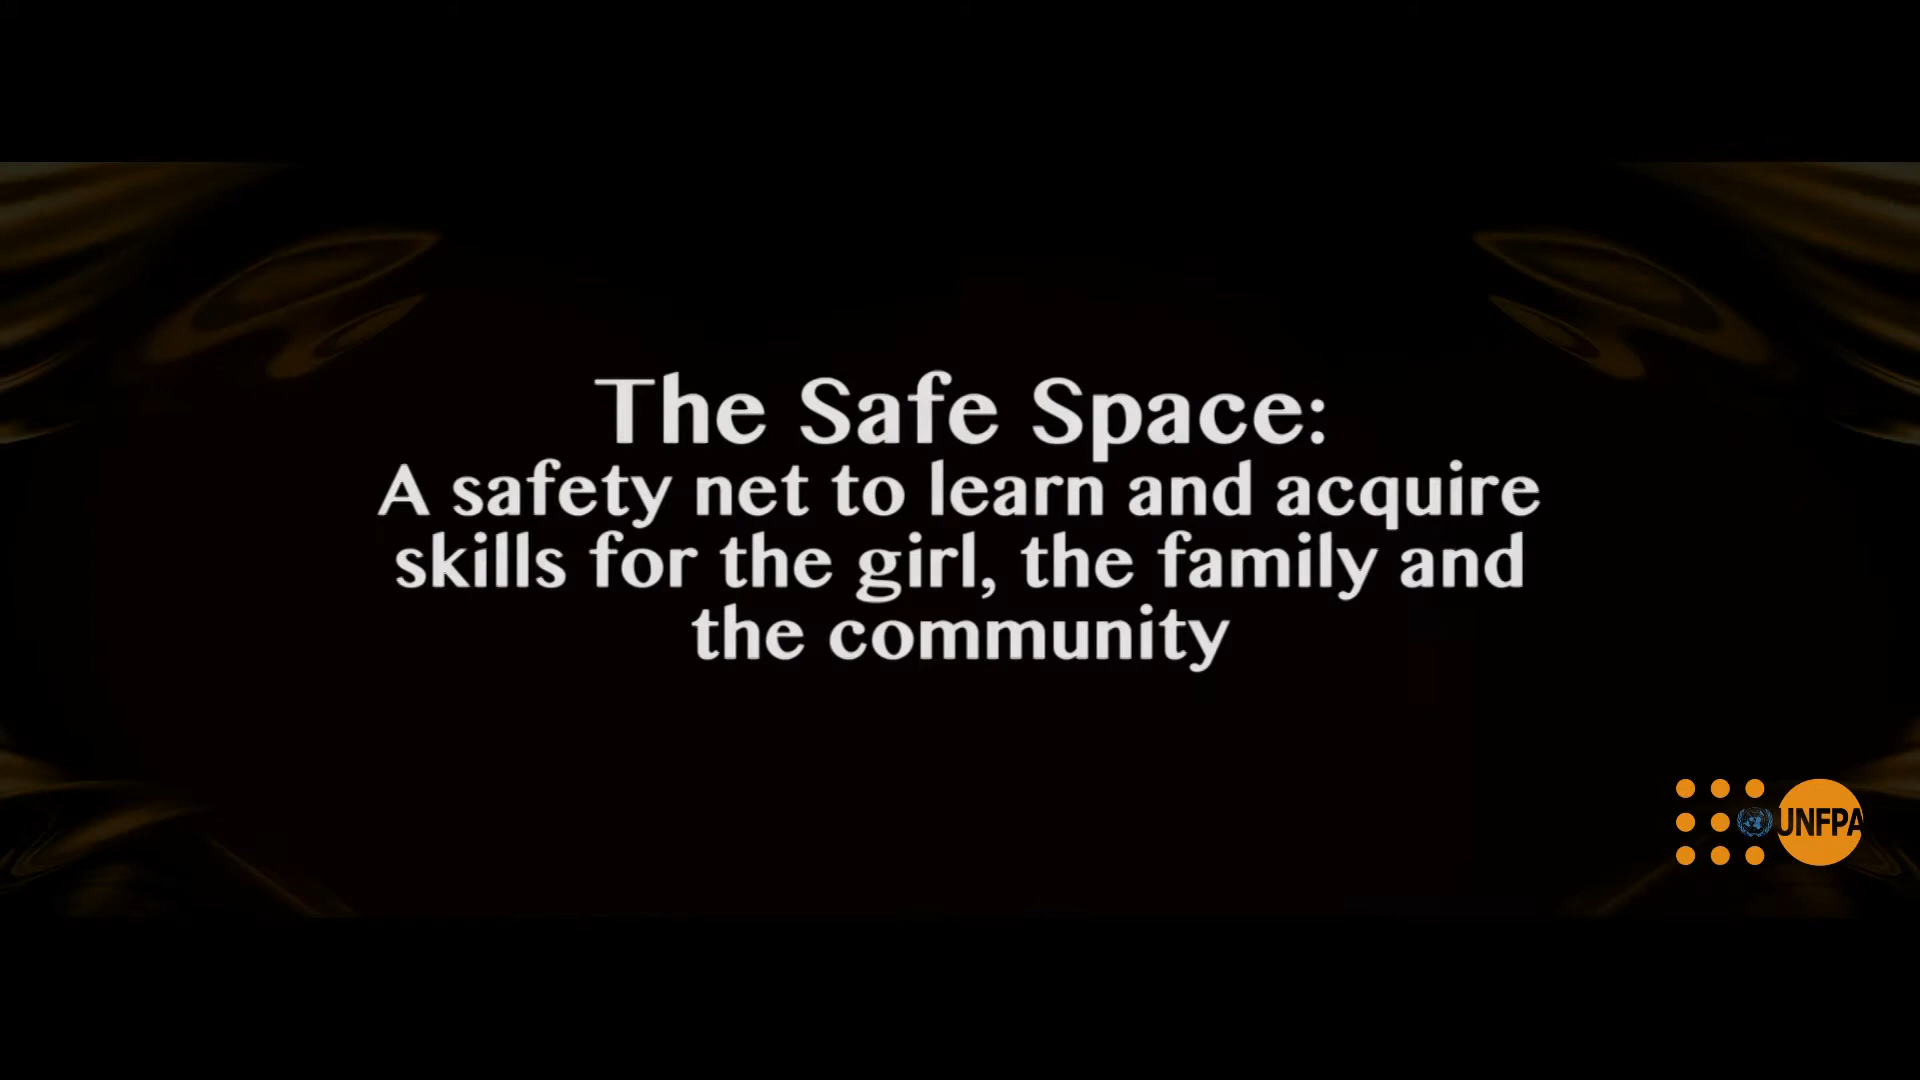 The Safe Space:
A safety net to learn and acquire
skills for the girl, the family and
the community
UNFPA